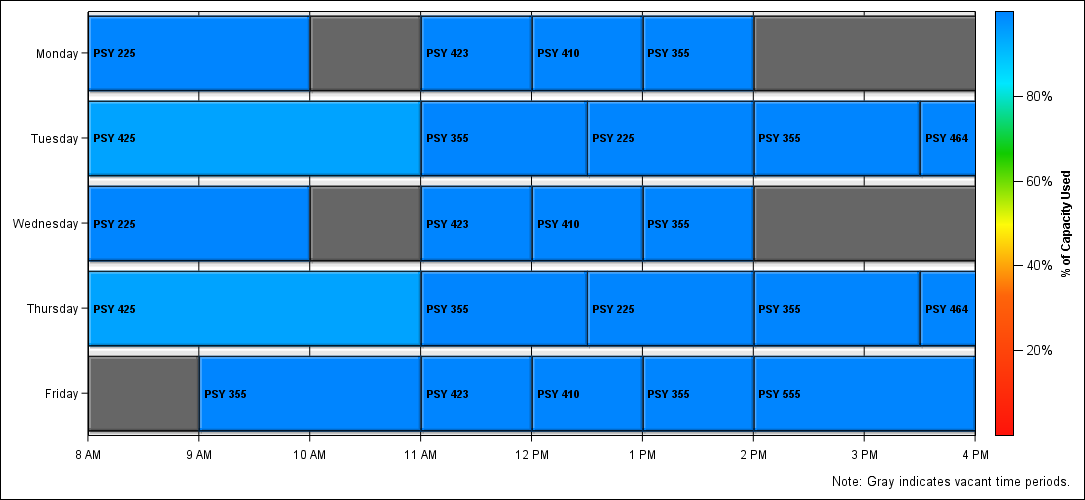 Monday PSY 225 PSY 423 PSY 410 PSY 355
80%
Tuesday PSY 425 PSY 355 PSY 225 PSY 355 PSY 464
60%
Wednesday PSY 225 PSY 423 PSY 410 PSY 355
% of Capacity Used
40%
Thursday PSY 425 PSY 355 PSY 225 PSY 355 PSY 464
20%
Friday PSY 355 PSY 423 PSY 410 PSY 355 PSY 555
8 AM 9 AM 10 AM 11 AM 12 PM 1 PM 2 PM 3 PM 4 PM
Note: Gray indicates vacant time periods.